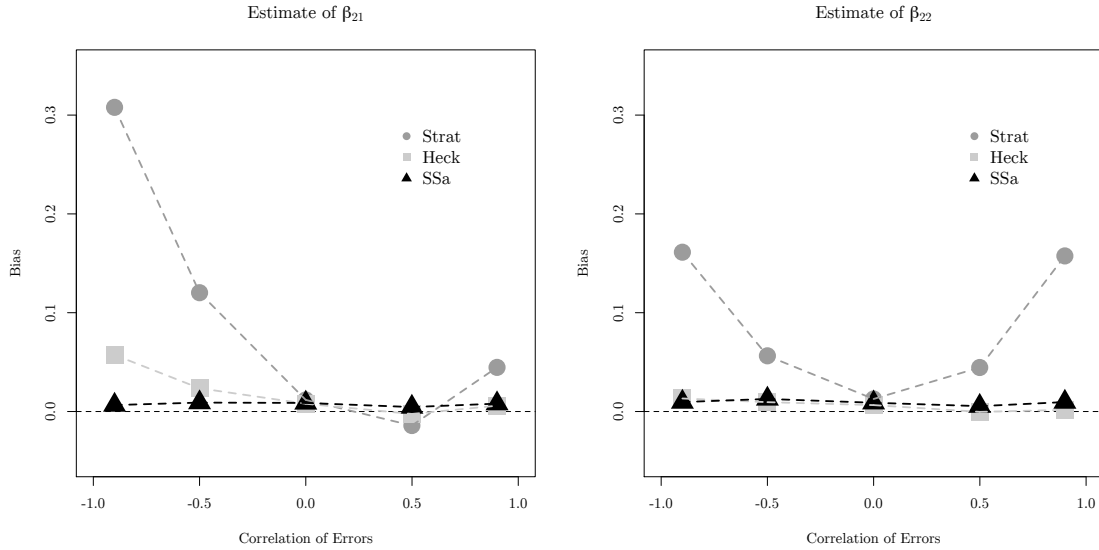 Estimate of β21
Bias
0.0
0.1
0.2
0.3
Strat
Heck
SSa
-1.0
-0.5
0.0
0.5
1.0
Correlation of Errors
Estimate of β22
Bias
0.0
0.1
0.2
0.3
Strat
Heck
SSa
-1.0
-0.5
0.0
0.5
1.0
Correlation of Errors